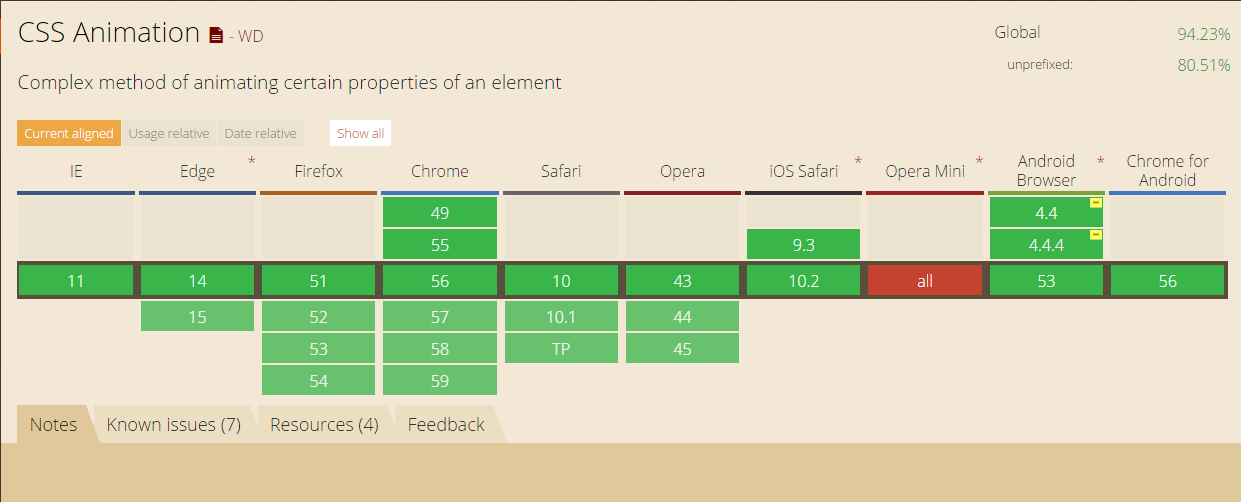 CSS Animation - WD
Global 94.23%
unprefixed: 80.51%
Complex method of animating certain properties of an element
Current aligned Usage relative Date relative Show all
IE Edge * Firefox Chrome Safari Opera iOS Safari * Opera Mini * Android Browser * Chrome for Android
49 4.4
55 9.3 4.4.4
11 14 51 56 10 43 10.2 all 53 56
15 52 57 10.1 44
53 58 TP 45
54 59
Notes Known issues (7) Resources (4) Feedback